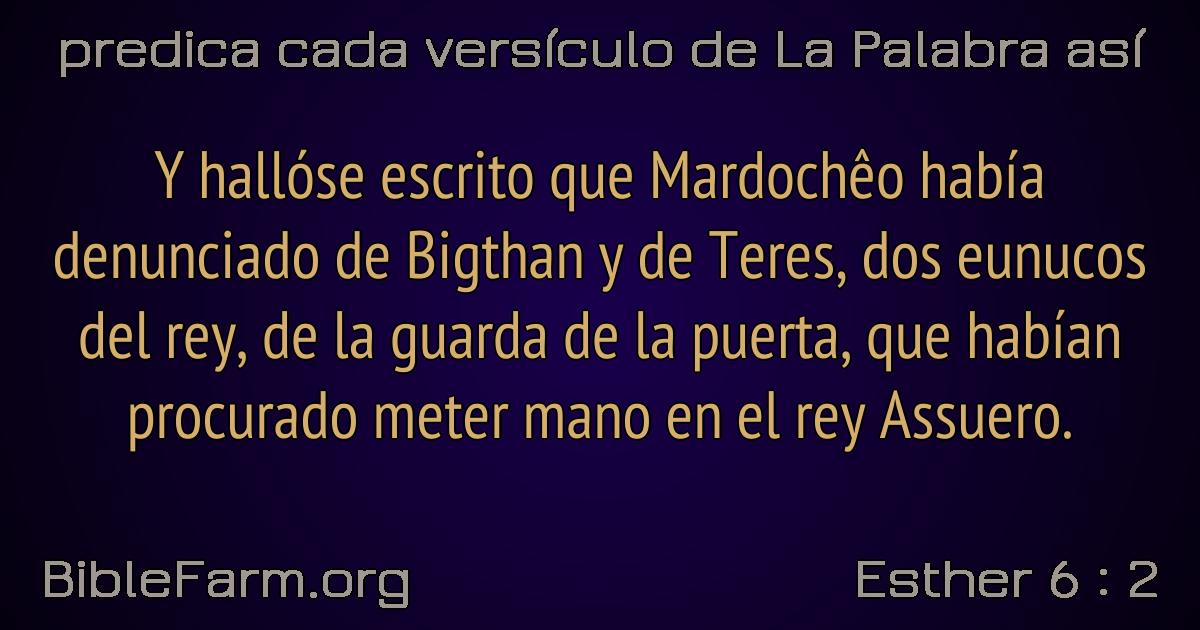 predica cada versículo de La Palabra así
Y hallóse escrito que Mardochêo había
denunciado de Bigthan y de Teres, dos eunucos
del rey, de la guarda de la puerta, que habían
procurado meter mano en el rey Assuero.
BibleFarm.org
Esther 6 : 2